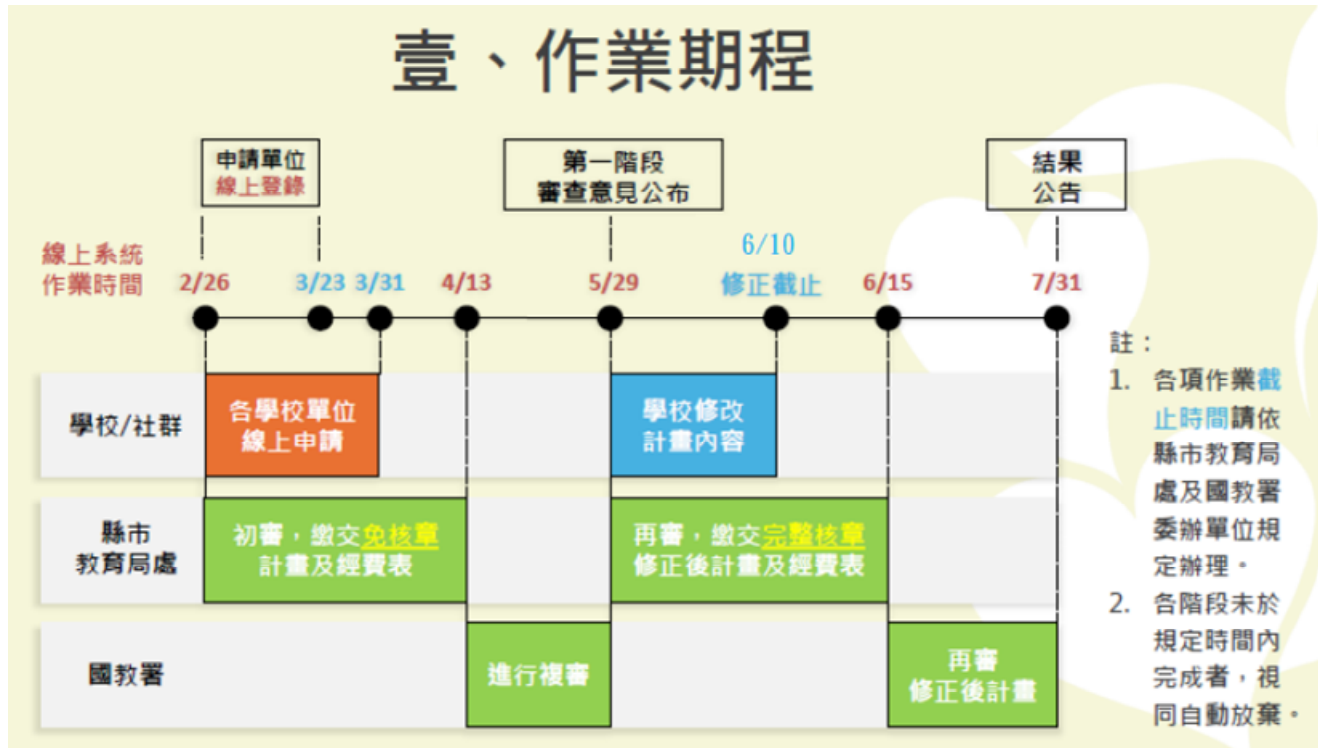 壹、作業期程
申請單位
線上登錄
第一階段
審查意見公布
結果
公告
線上系統
作業時間
2/26
3/23
3/31
4/13
5/29
6/10
修正截止
6/15
7/31
學校/社群
各學校單位
線上申請
學校修改
計畫內容
縣市
教育局處
初審，繳交免核章
計畫及經費表
再審，繳交完整核章
修正後計畫及經費表
國教署
進行複審
再審
修正後計畫
註：
1. 各項作業截
止時間請依
縣市教育局
處及國教署
委辦單位規
定辦理。
2. 各階段未於
規定時間內
完成者，視
同自動放棄。